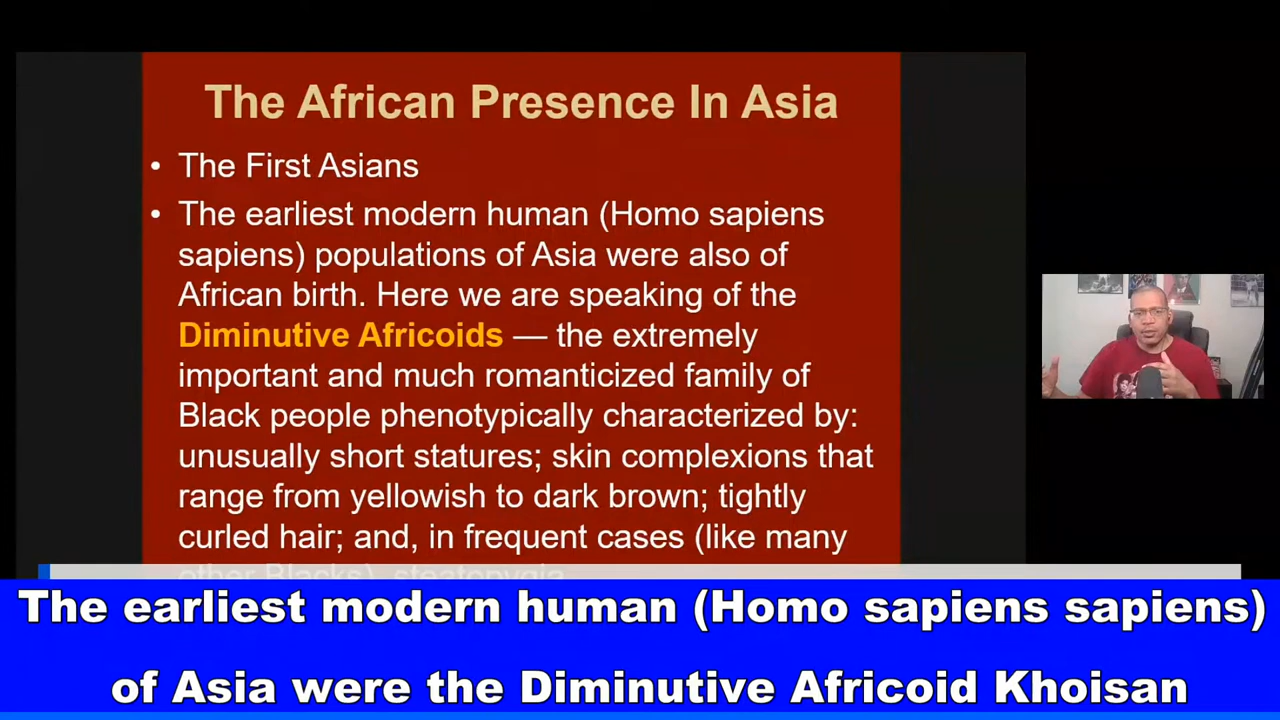 The African Presence In Asia
• The First Asians
• The earliest modern human (Homo sapiens
sapiens) populations of Asia were also of
African birth. Here we are speaking of the
Diminutive Africoids — the extremely
important and much romanticized family of
Black people phenotypically characterized by:
unusually short statures; skin complexions that
range from yellowish to dark brown; tightly
curled hair; and, in frequent cases (like many
other Blacks), steatopygia
The earliest modern human (Homo sapiens sapiens)
of Asia were the Diminutive Africoid Khoisan